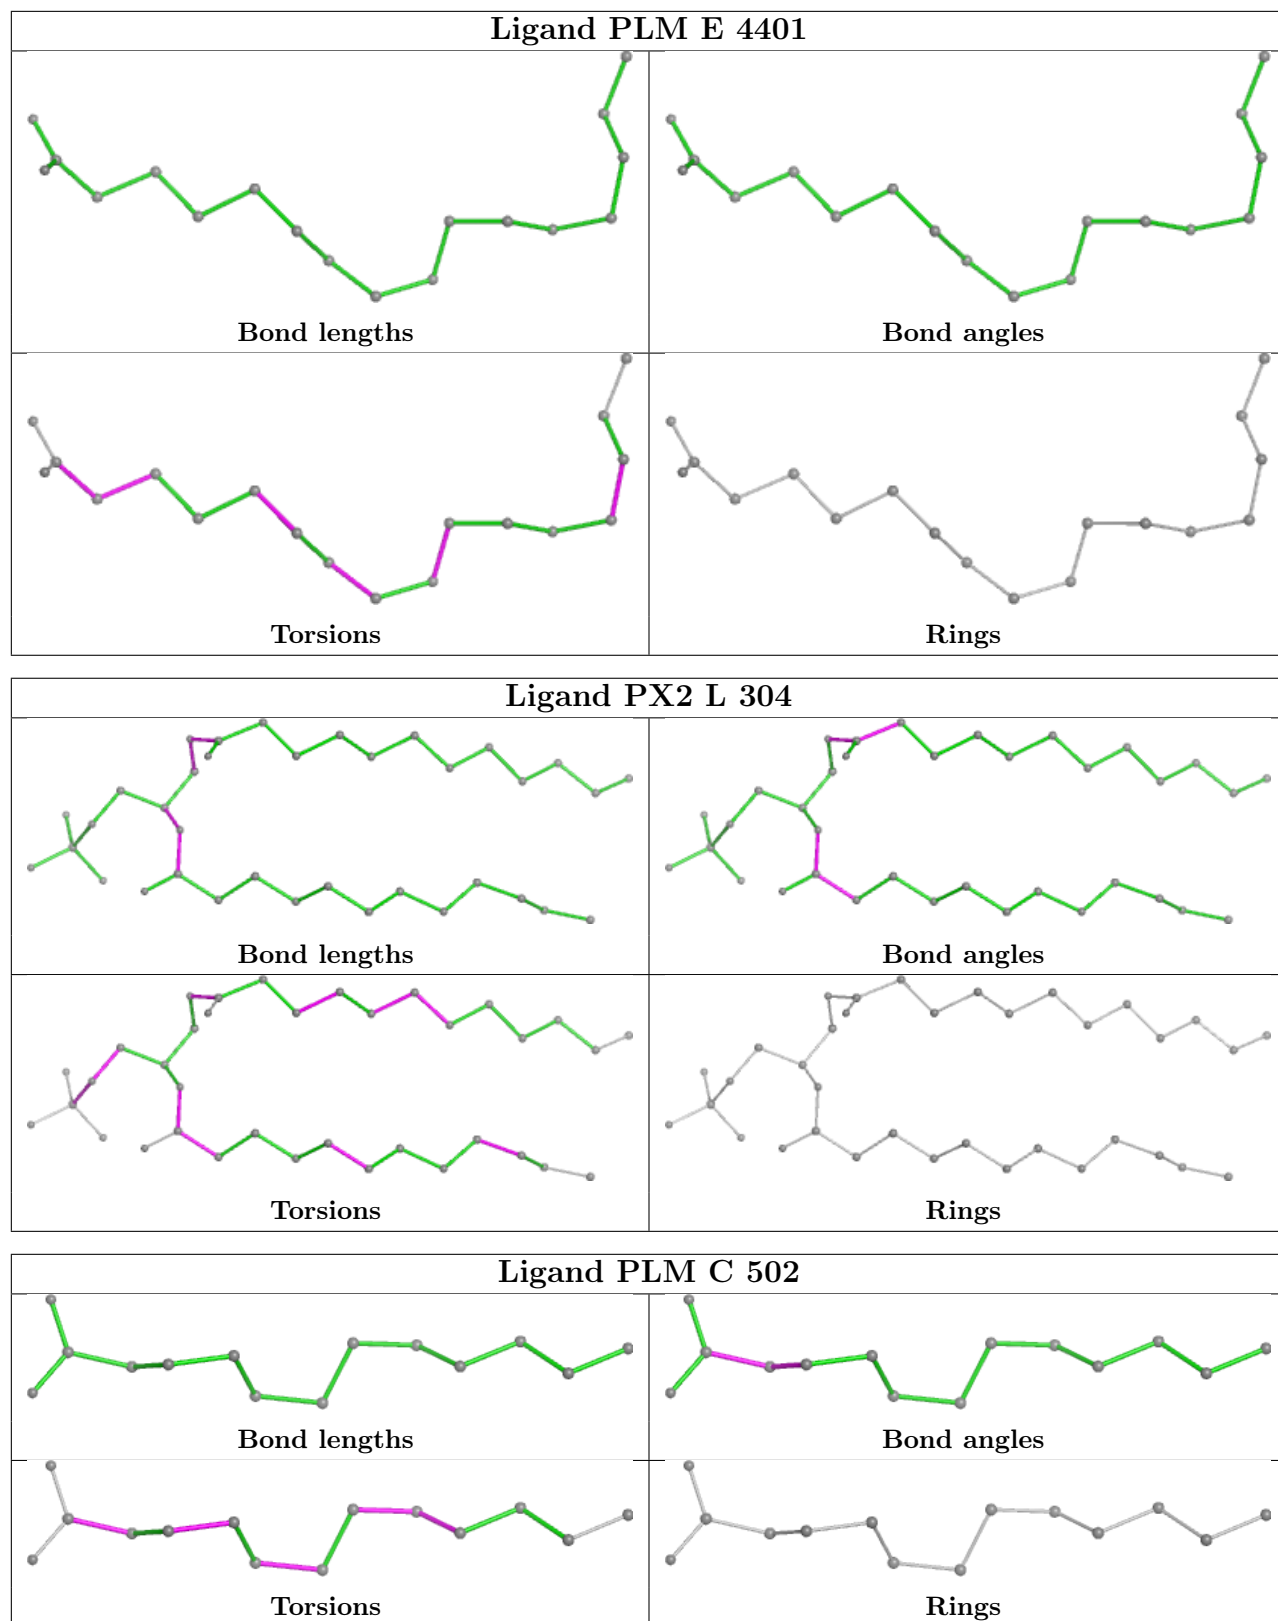 Ligand PLM E 4401
Bond lengths
Bond angles
Torsions
Rings
Ligand PX2 L 304
Bond lengths
Bond angles
Torsions
Rings
Ligand PLM C 502
Bond lengths
Bond angles
Torsions
Rings